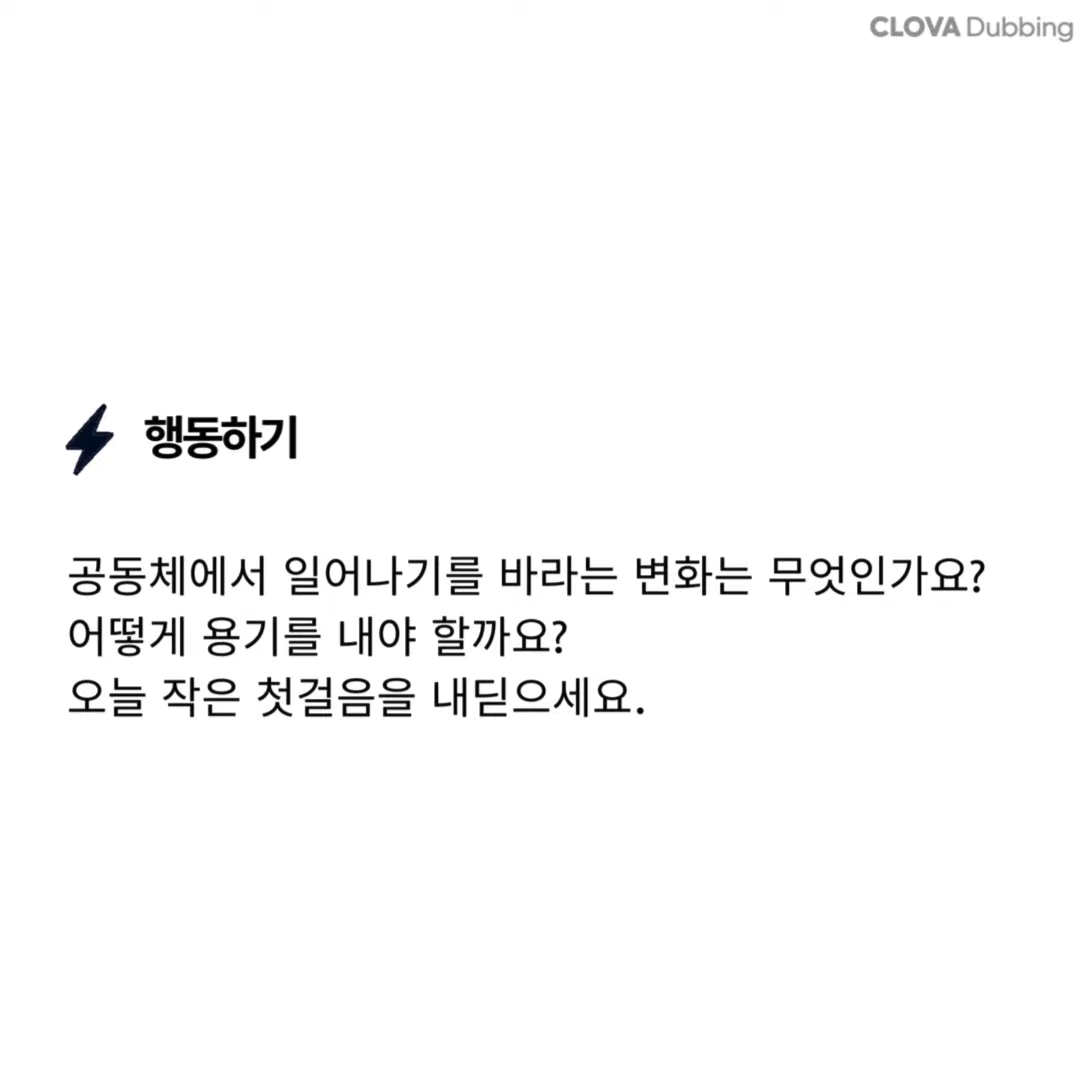 CLOVA Dubbing
행동하기
공동체에서 일어나기를 바라는 변화는 무엇인가요?
어떻게 용기를 내야 할까요?
오늘 작은 첫걸음을 내딛으세요.